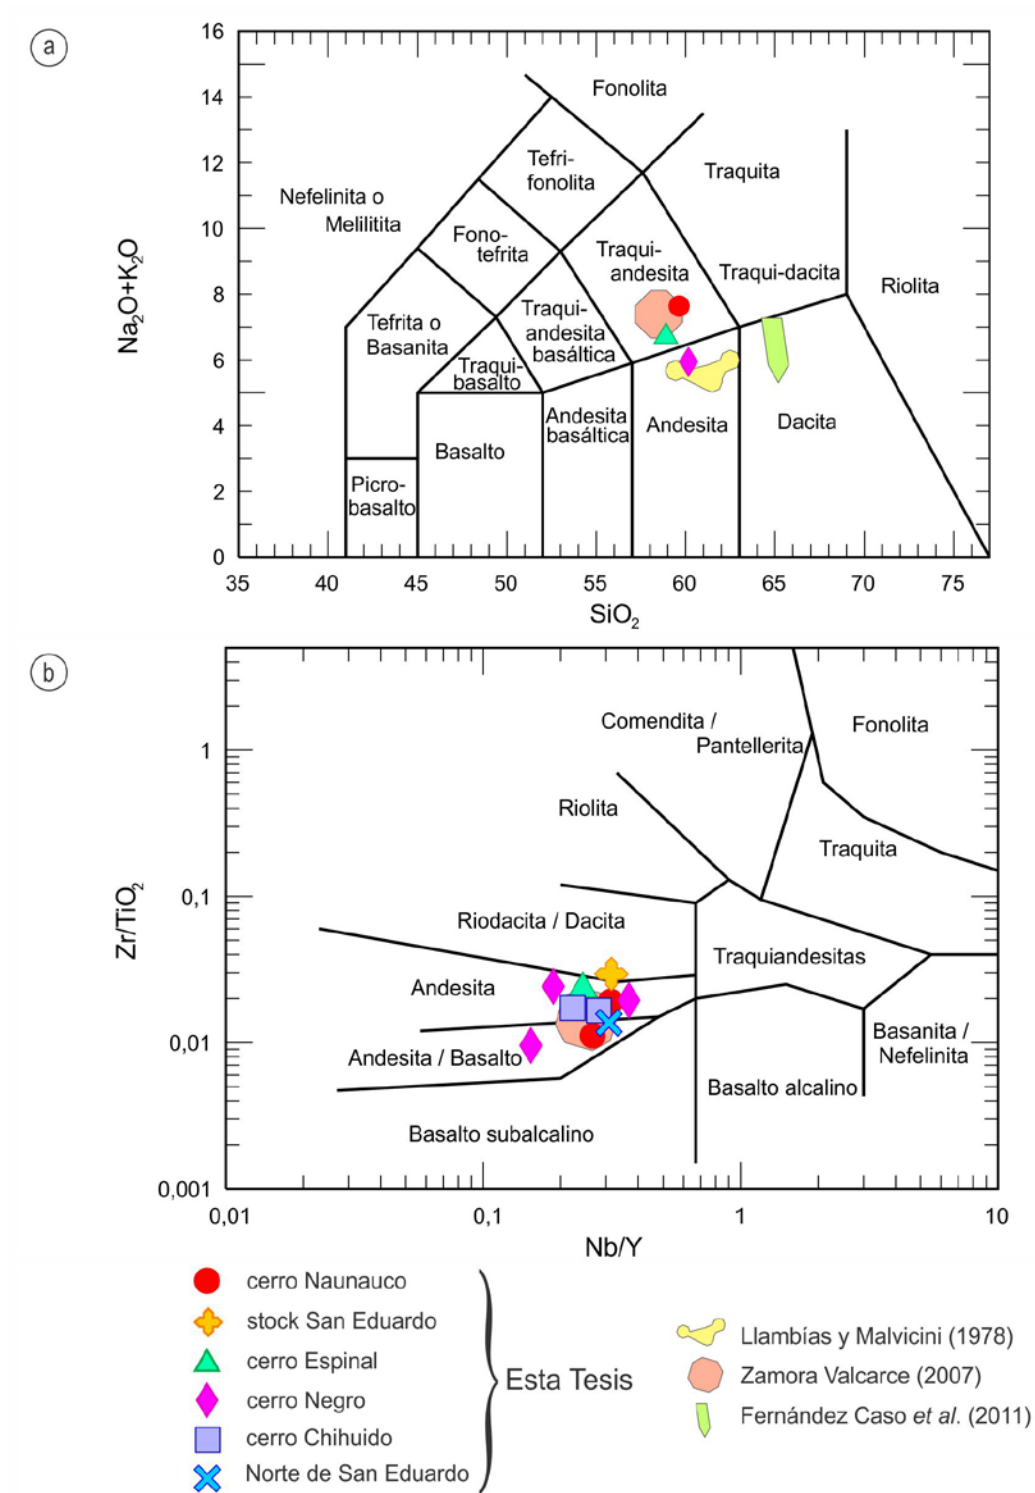 a
16
14
12
10
8
6
4
2
0
Na₂O+K₂O
Fonolita
Tefri-
fonolita
Traquita
Nefelinita o
Melilitita
Fono-
tefrita
Traqui-
andesita
Traqui-dacita
Riolita
Tefrita o
Basanita
Traqui-
andesita
basáltica
Traqui-
basalto
Andesita
basáltica
Andesita
Dacita
Basalto
Picro-
basalto
35 40 45 50 55 60 65 70 75
SiO₂
b
1
0,1
0,01
0,001
Zr/TiO₂
Comendita /
Pantellerita
Fonolita
Riolita
Traquita
Riodacita / Dacita
Traquiandesitas
Andesita
Andesita / Basalto
Basanita /
Nefelinita
Basalto alcalino
Basalto subalcalino
0,01 0,1 1 10
Nb/Y
cerro Naunauco
stock San Eduardo
cerro Espinal
cerro Negro
cerro Chihuido
Norte de San Eduardo
Esta Tesis
Llambías y Malvicini (1978)
Zamora Valcarce (2007)
Fernández Caso et al. (2011)